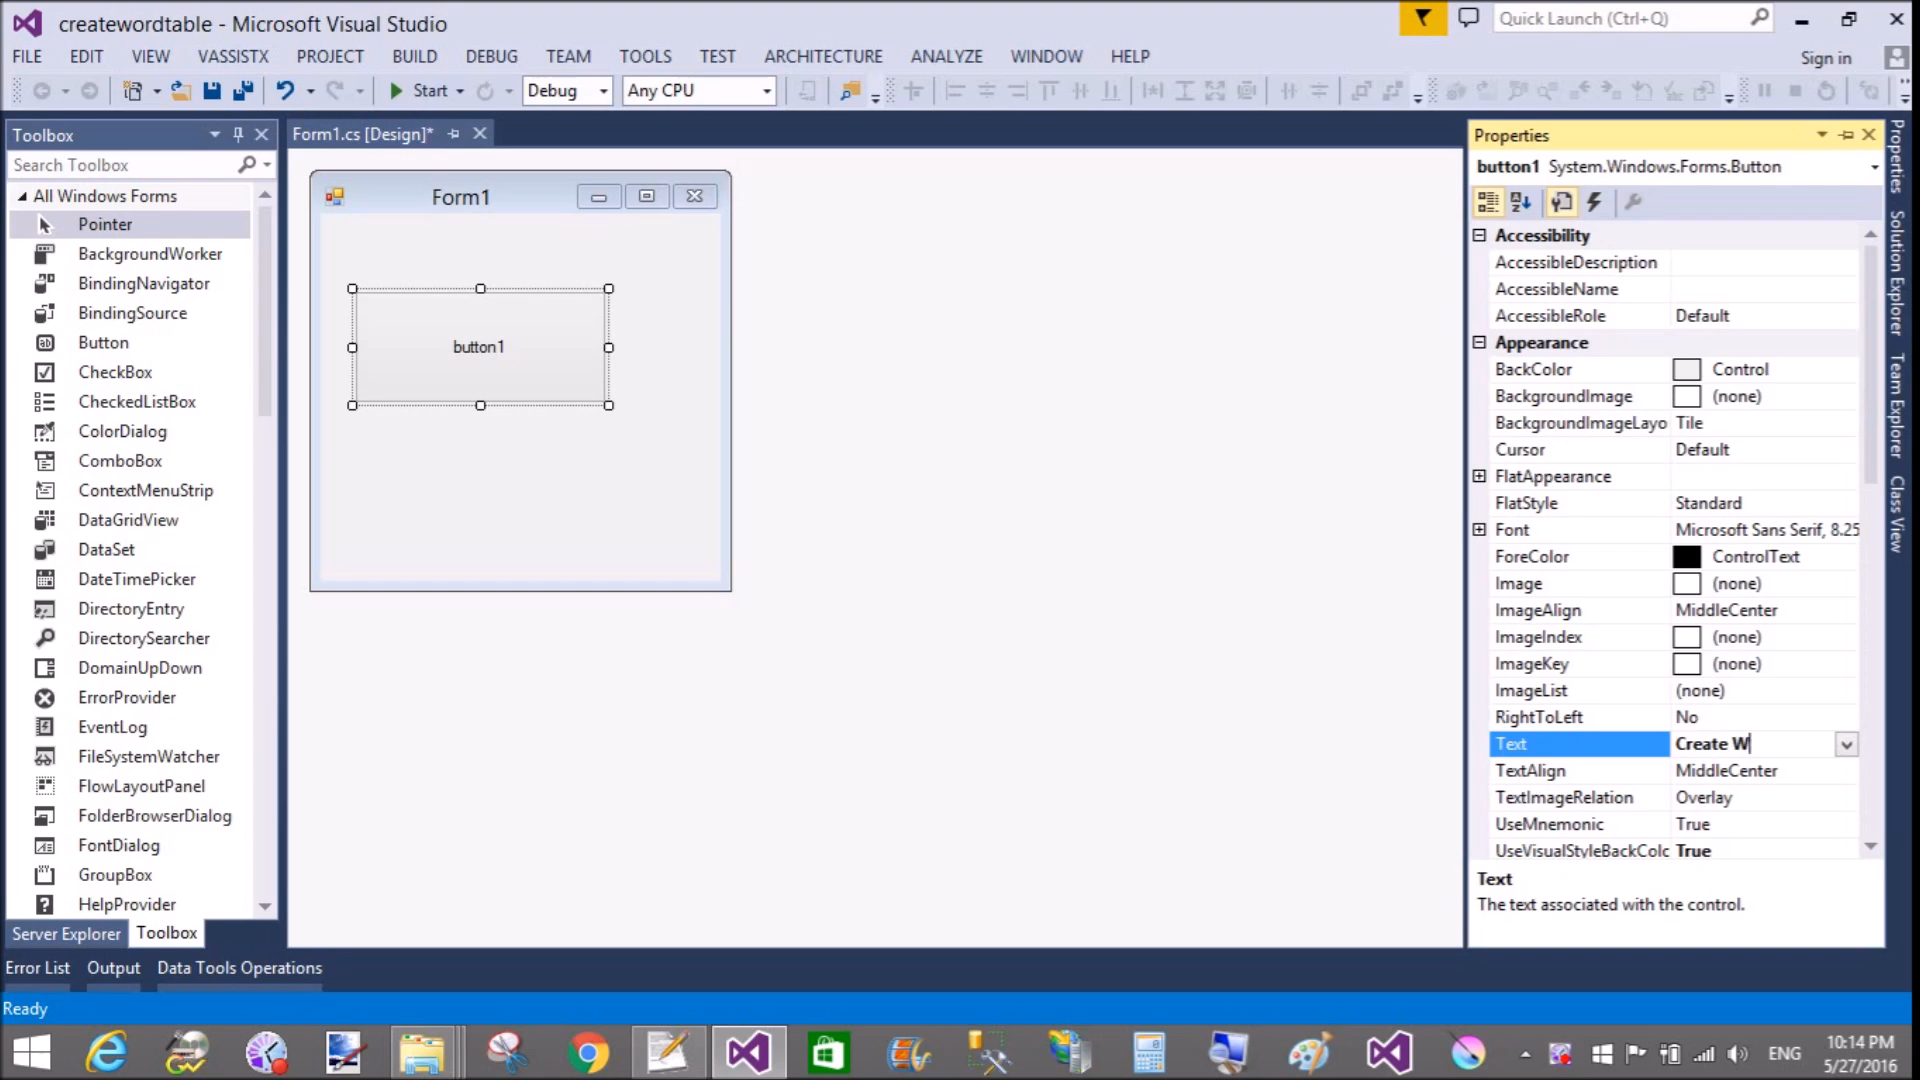 createwordtable - Microsoft Visual Studio
Quick Launch (Ctrl+Q)
FILE EDIT VIEW VASSISTX PROJECT BUILD DEBUG TEAM TOOLS TEST ARCHITECTURE ANALYZE WINDOW HELP
Sign in
Start Debug Any CPU
Toolbox
Search Toolbox
All Windows Forms
Pointer
BackgroundWorker
BindingNavigator
BindingSource
Button
CheckBox
CheckedListBox
ColorDialog
ComboBox
ContextMenuStrip
DataGridView
DataSet
DateTimePicker
DirectoryEntry
DirectorySearcher
DomainUpDown
ErrorProvider
EventLog
FileSystemWatcher
FlowLayoutPanel
FolderBrowserDialog
FontDialog
GroupBox
HelpProvider
Server Explorer Toolbox
Form1.cs [Design]*
Form1
button1
Properties
button1 System.Windows.Forms.Button
Accessibility
AccessibleDescription
AccessibleName
AccessibleRole Default
Appearance
BackColor Control
BackgroundImage (none)
BackgroundImageLayo Tile
Cursor Default
FlatAppearance
FlatStyle Standard
Font Microsoft Sans Serif, 8.25
ForeColor ControlText
Image (none)
ImageAlign MiddleCenter
ImageIndex (none)
ImageKey (none)
ImageList (none)
RightToLeft No
Text Create W
TextAlign MiddleCenter
TextImageRelation Overlay
UseMnemonic True
UseVisualStyleBackColc True
Text
The text associated with the control.
Properties
Solution Explorer
Team Explorer
Class View
Error List Output Data Tools Operations
Ready
ENG
10:14 PM
5/27/2016